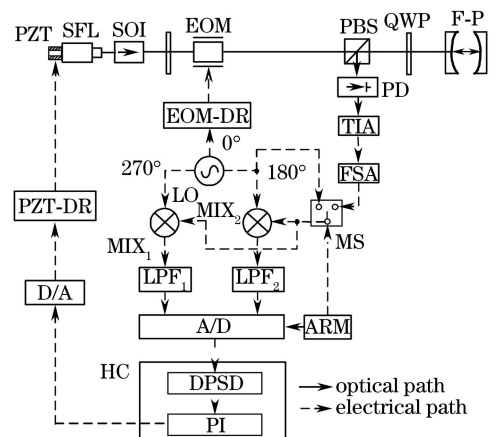 PZT SFL SOI EOM PBS QWP F-P
PD
EOM-DR
TIA
0°
270° 180° FSA
LO
PZT-DR
MIX₂
MS
MIX₁
LPF₁ LPF₂
D/A
A/D ARM
HC
DPSD
optical path
electrical path
PI